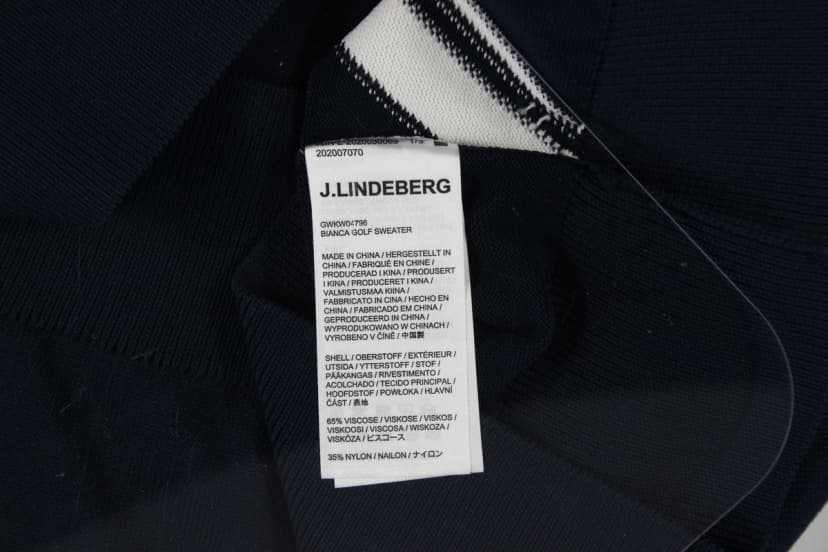 202007070
J.LINDEBERG
GWKW04796
BIANCA GOLF SWEATER
MADE IN CHINA / HERGESTELLT IN
CHINA / FABRIQUÉ EN CHINE /
PRODUCERAD I KINA / PRODUSERT
I KINA / PRODUCERET I KINA /
VALMISTUSMAA KIINA /
FABBRICATO IN CINA / HECHO EN
CHINA / FABRICADO EM CHINA /
GEPRODUCEERD IN CHINA /
WYPRODUKOWANO W CHINACH /
VYROBENO V ČÍNĚ / 中国製
SHELL / OBERSTOFF / EXTÉRIEUR /
UTSIDA / YTTERSTOFF / STOF /
PÄÄKANGAS / RIVESTIMENTO /
ACOLCHADO / TECIDO PRINCIPAL /
HOOFDSTOF / POWŁOKA / HLAVNÍ
ČÁST / 表地
65% VISCOSE / VISKOSE / VISKOS /
VISKOOSI / VISCOSA / WISKOZA /
VISKÓZA / ビスコース
35% NYLON / NAILON / ナイロン